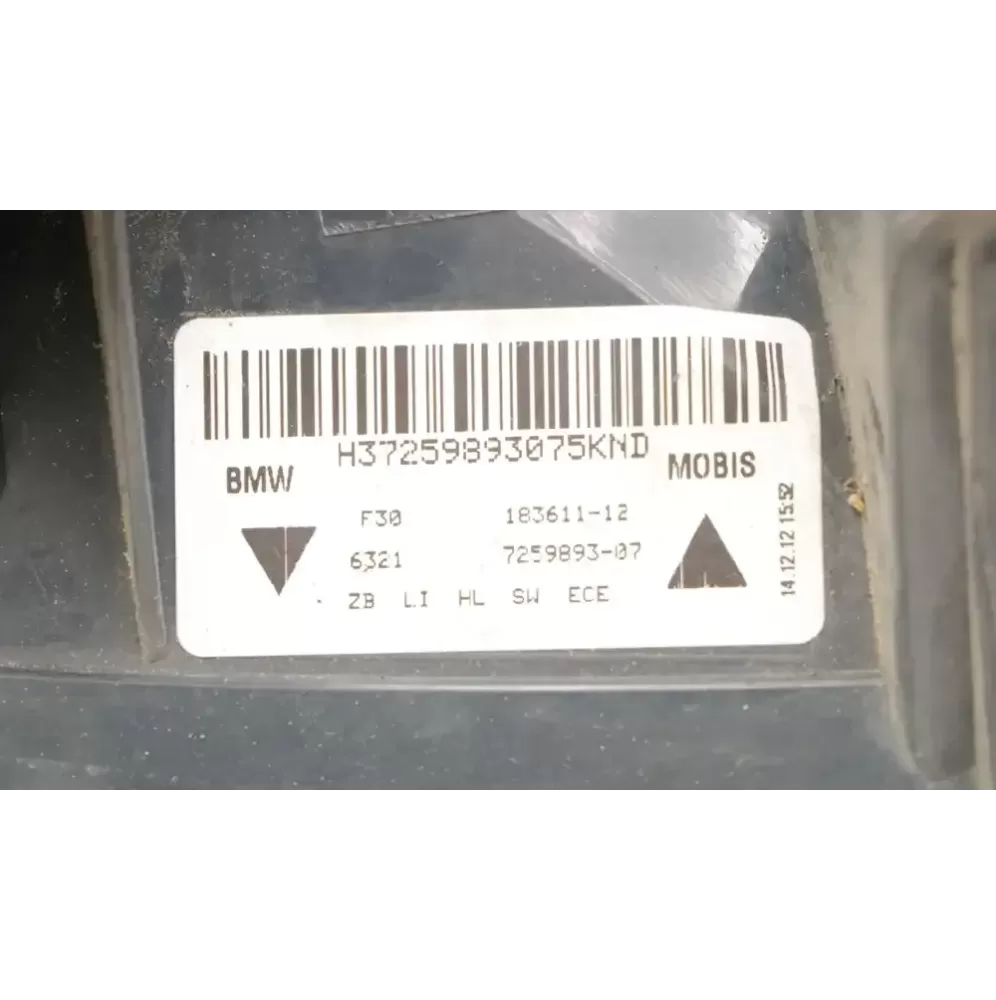 H37259893075KND
BMW
MOBIS
F30 183611-12
6321 7259893-07
ZB LI HL SW ECE
14.12.12 15:52